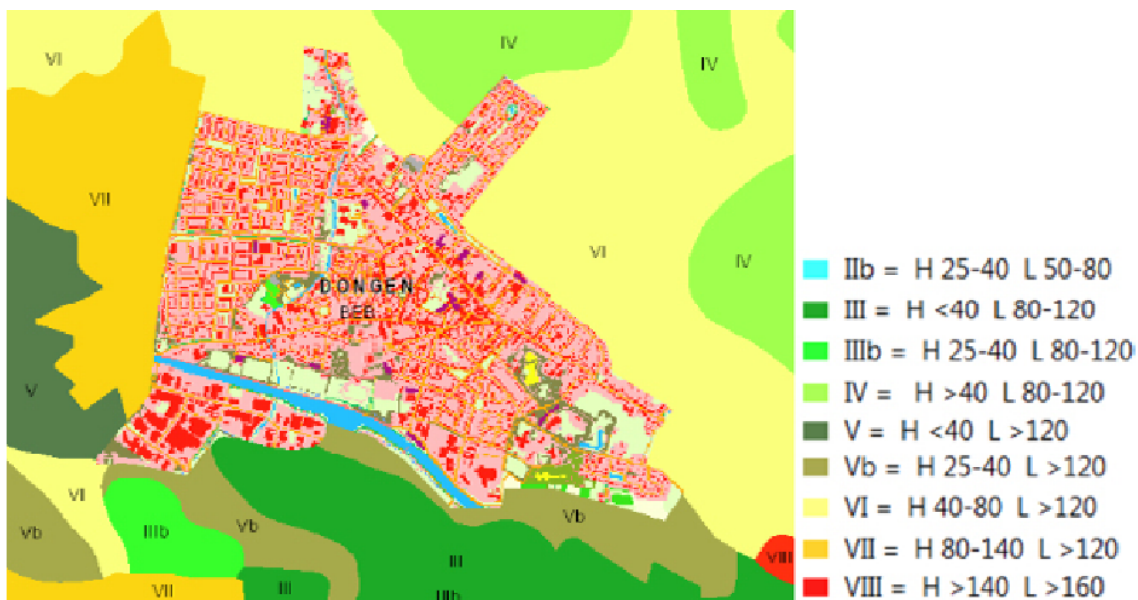 IV
VI
IV
VII
VI
IV
DONGEN
BEB
V
VI
Vb
IIIb
Vb
Vb
III
VIII
VII
III
IIIb
IIb = H 25-40 L 50-80
III = H <40 L 80-120
IIIb = H 25-40 L 80-120
IV = H >40 L 80-120
V = H <40 L >120
Vb = H 25-40 L >120
VI = H 40-80 L >120
VII = H 80-140 L >120
VIII = H >140 L >160